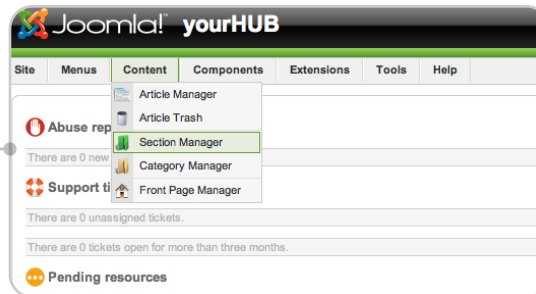 Joomla! yourHUB
Site Menus Content Components Extensions Tools Help
Article Manager
Article Trash
Section Manager
Category Manager
Front Page Manager
Abuse rep
There are 0 new
Support ti
There are 0 unassigned tickets.
There are 0 tickets open for more than three months.
Pending resources